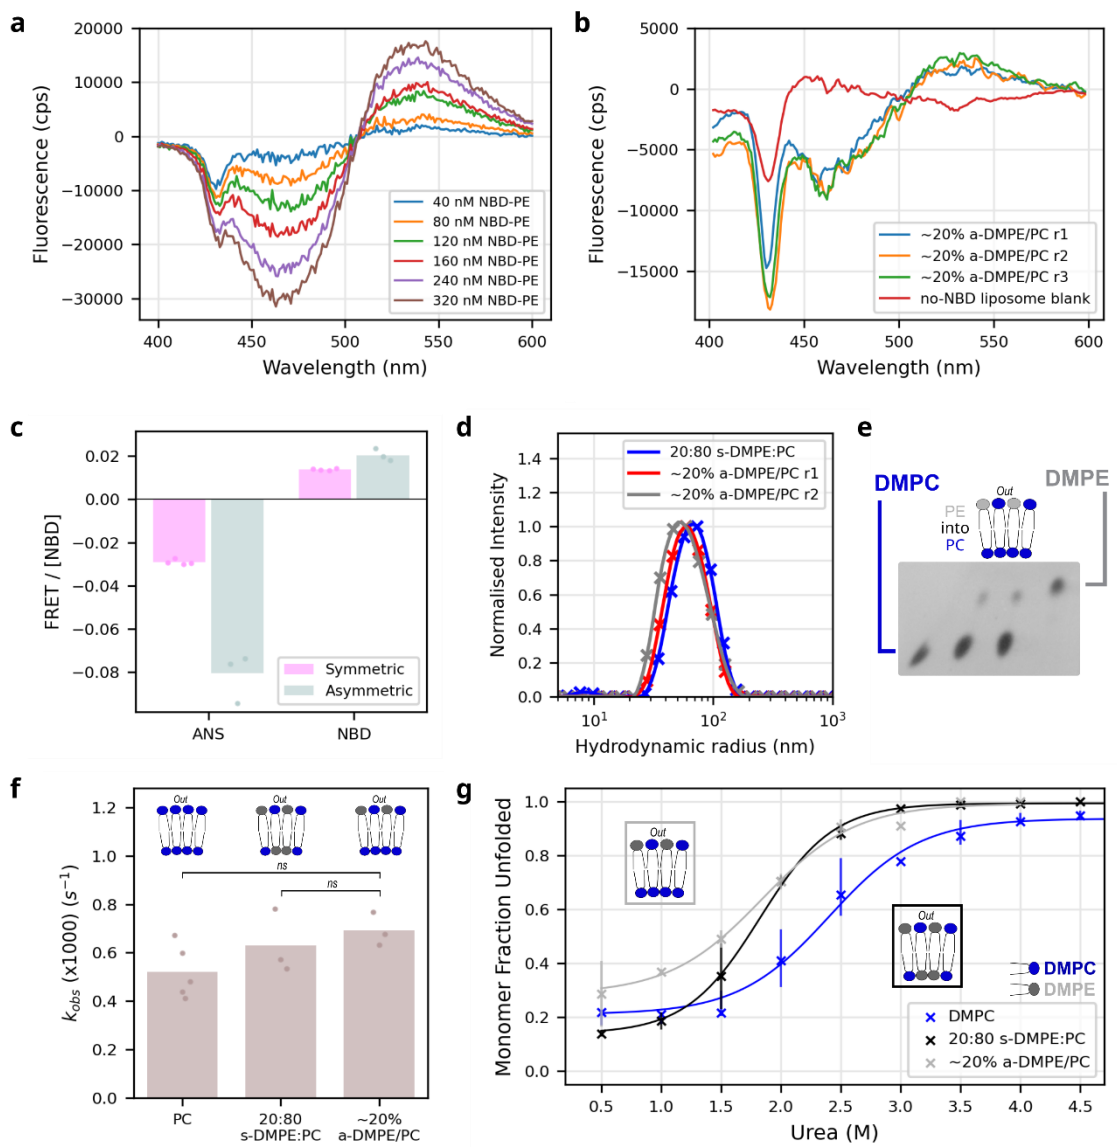 a
20000
10000
0
−10000
−20000
−30000
Fluorescence (cps)
40 nM NBD-PE
80 nM NBD-PE
120 nM NBD-PE
160 nM NBD-PE
240 nM NBD-PE
320 nM NBD-PE
400 450 500 550 600
Wavelength (nm)
b
5000
0
−5000
−10000
−15000
Fluorescence (cps)
~20% a-DMPE/PC r1
~20% a-DMPE/PC r2
~20% a-DMPE/PC r3
no-NBD liposome blank
400 450 500 550 600
Wavelength (nm)
c
0.02
0.00
−0.02
−0.04
−0.06
−0.08
FRET / [NBD]
Symmetric
Asymmetric
ANS NBD
d
1.4
1.2
1.0
0.8
0.6
0.4
0.2
0.0
Normalised Intensity
20:80 s-DMPE:PC
~20% a-DMPE/PC r1
~20% a-DMPE/PC r2
10¹ 10² 10³
Hydrodynamic radius (nm)
e
DMPC
DMPE
Out
PE
into
PC
f
1.2
1.0
0.8
0.6
0.4
0.2
0.0
k_obs (x1000) (s⁻¹)
Out Out Out
ns
ns
PC 20:80 ~20%
s-DMPE:PC a-DMPE/PC
g
1.0
0.8
0.6
0.4
0.2
0.0
Monomer Fraction Unfolded
Out
Out
DMPC
DMPE
DMPC
20:80 s-DMPE:PC
~20% a-DMPE/PC
0.5 1.0 1.5 2.0 2.5 3.0 3.5 4.0 4.5
Urea (M)